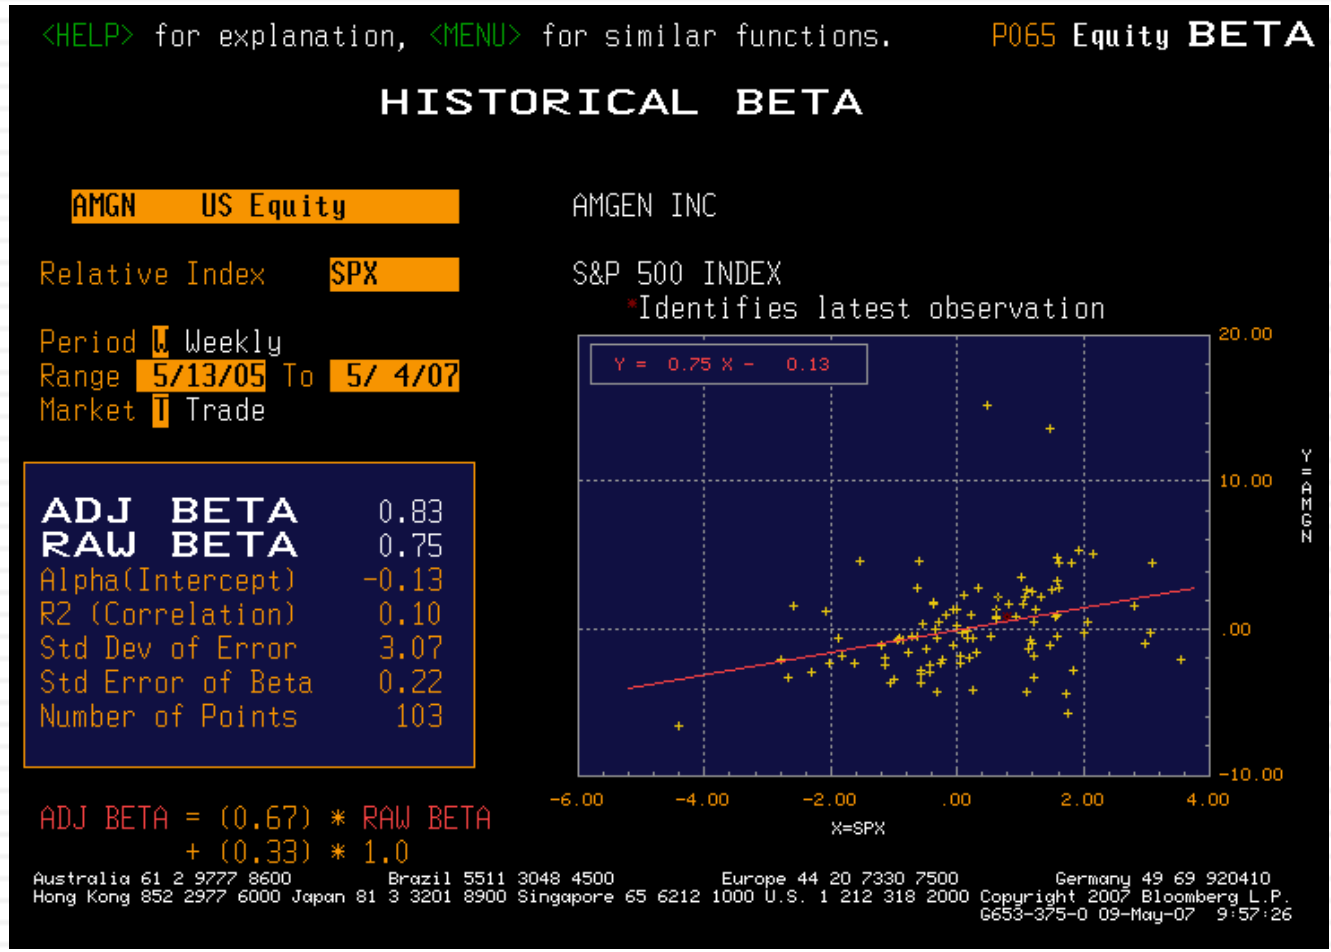 <HELP> for explanation, <MENU> for similar functions. P065 Equity BETA
HISTORICAL BETA
AMGN US Equity AMGEN INC
Relative Index SPX S&P 500 INDEX
*Identifies latest observation
Period W Weekly
Range 5/13/05 To 5/ 4/07
Market T Trade
ADJ BETA 0.83
RAW BETA 0.75
Alpha(Intercept) -0.13
R2 (Correlation) 0.10
Std Dev of Error 3.07
Std Error of Beta 0.22
Number of Points 103
ADJ BETA = (0.67) * RAW BETA
+ (0.33) * 1.0
Y = 0.75 X - 0.13
20.00
10.00
.00
-10.00
Y=AMGN
-6.00 -4.00 -2.00 .00 2.00 4.00
X=SPX
Australia 61 2 9777 8600 Brazil 5511 3048 4500 Europe 44 20 7330 7500 Germany 49 69 920410
Hong Kong 852 2977 6000 Japan 81 3 3201 8900 Singapore 65 6212 1000 U.S. 1 212 318 2000 Copyright 2007 Bloomberg L.P.
G653-375-0 09-May-07 9:57:26